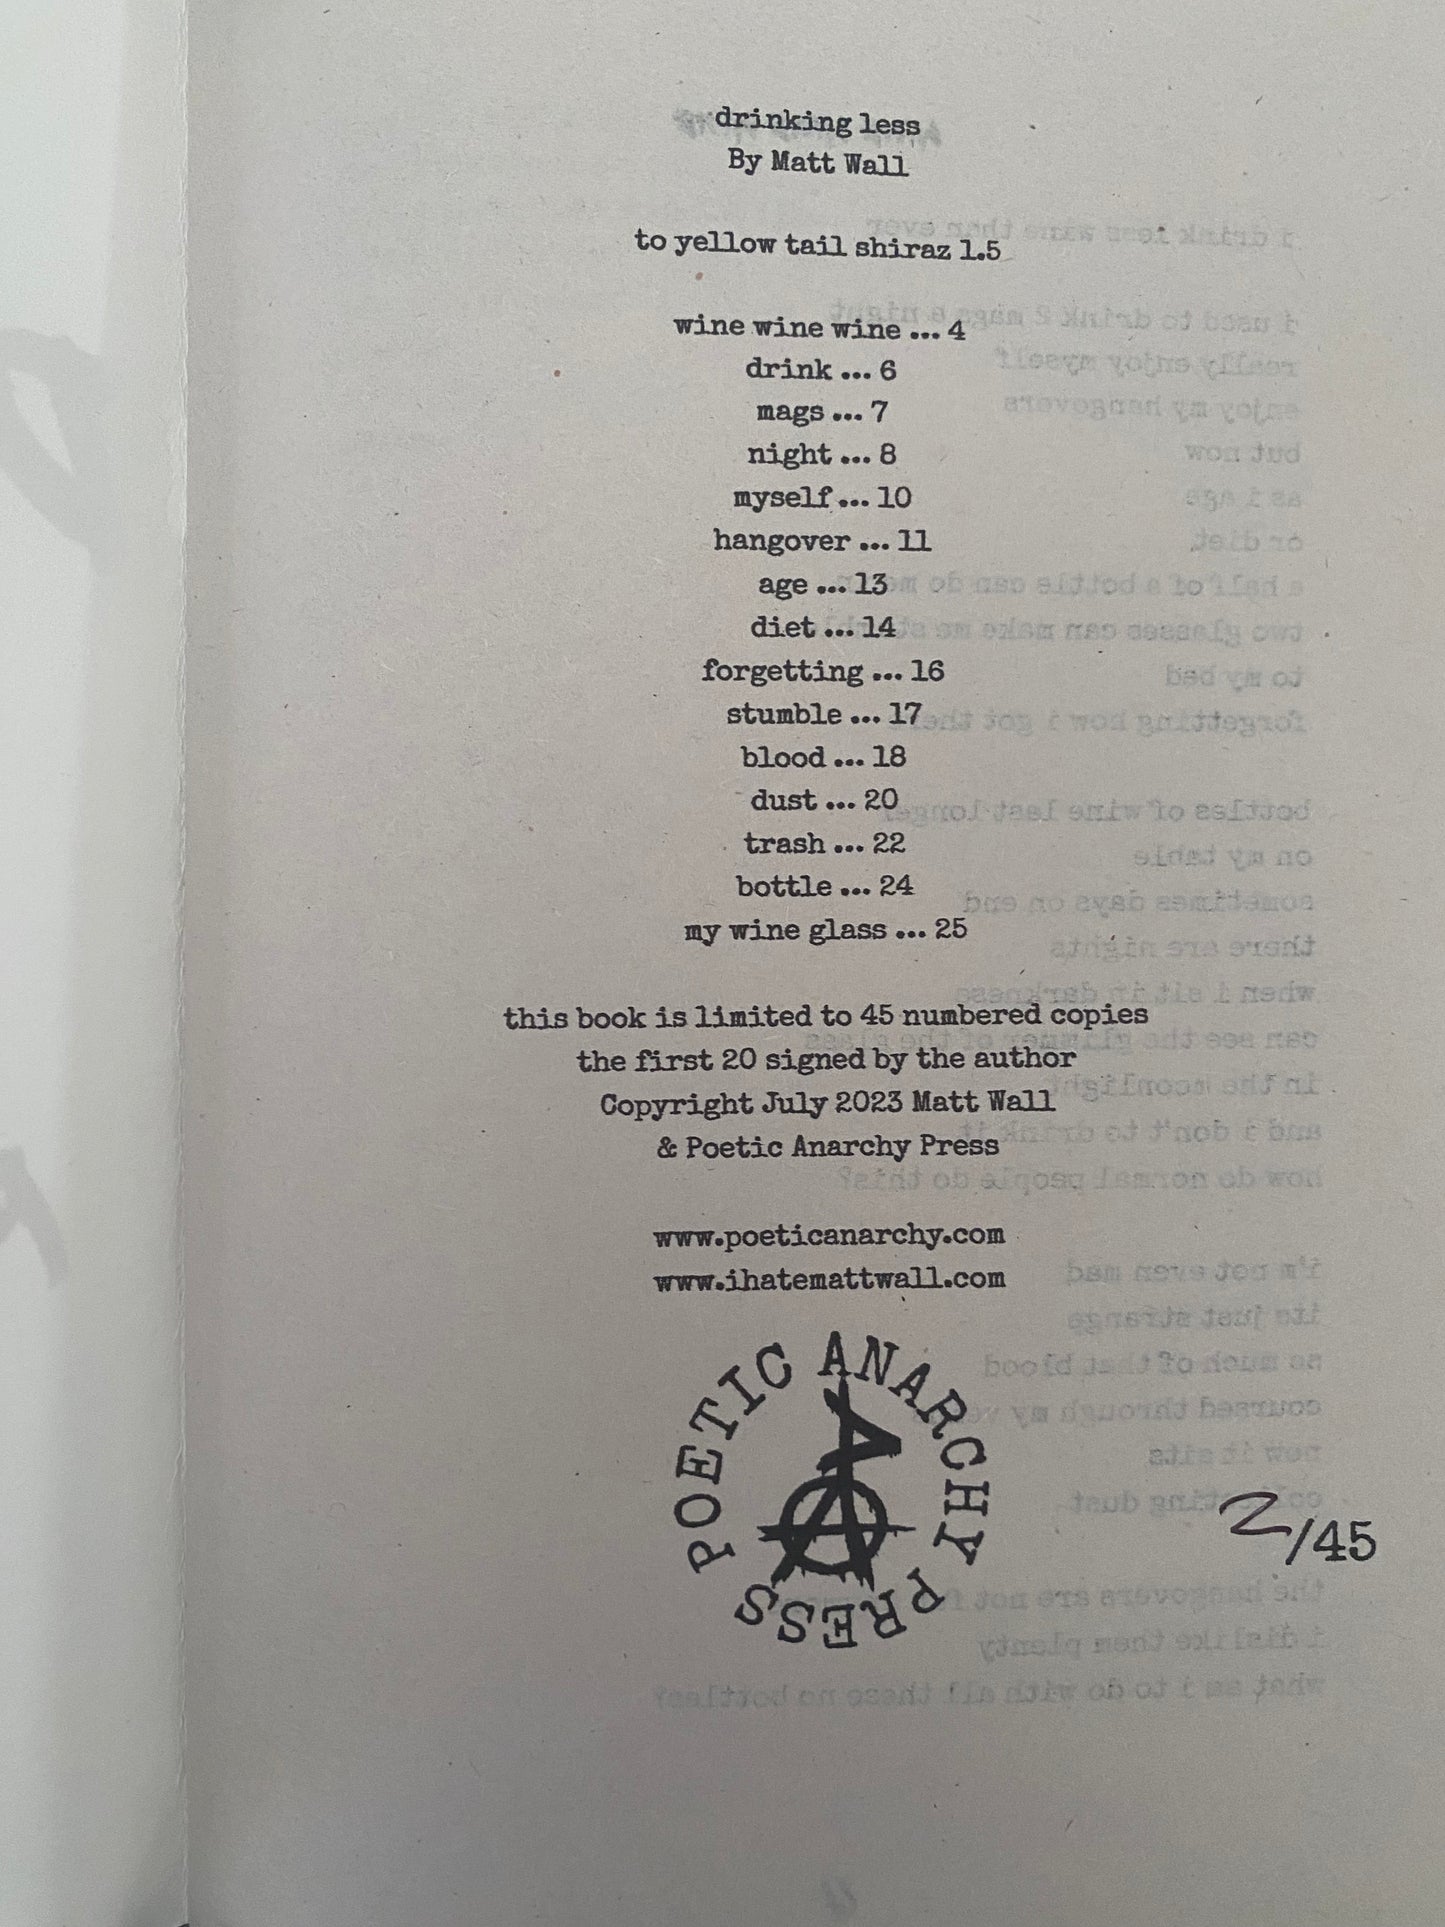 drinking less
By Matt Wall
to yellow tail shiraz 1.5
wine wine wine ... 4
drink ... 6
mags ... 7
night ... 8
myself ... 10
hangover ... 11
age ... 13
diet ... 14
forgetting ... 16
stumble ... 17
blood ... 18
dust ... 20
trash ... 22
bottle ... 24
my wine glass ... 25
this book is limited to 45 numbered copies
the first 20 signed by the author
Copyright July 2023 Matt Wall
& Poetic Anarchy Press
www.poeticanarchy.com
www.ihatemattwall.com
POETIC ANARCHY PRESS
2/45